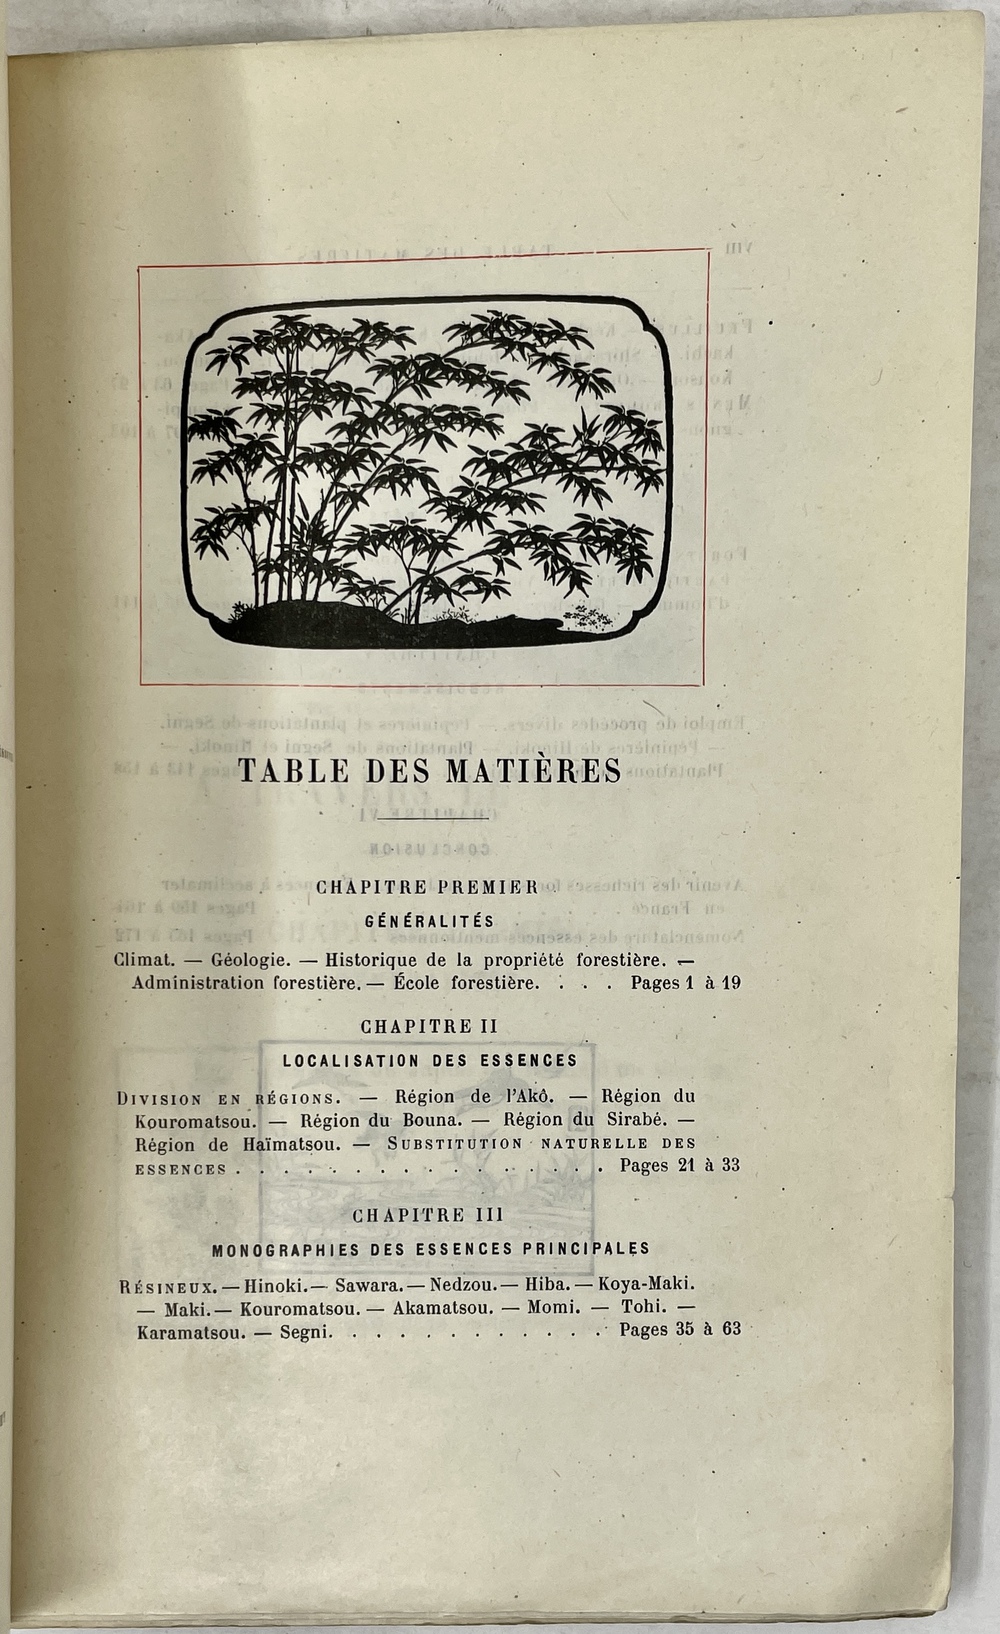 TABLE DES MATIÈRES
CHAPITRE PREMIER
GÉNÉRALITÉS
Climat. — Géologie. — Historique de la propriété forestière. —
Administration forestière. — École forestière. . . . Pages 1 à 19
CHAPITRE II
LOCALISATION DES ESSENCES
DIVISION EN RÉGIONS. — Région de l'Akô. — Région du
Kouromatsou. — Région du Bouna. — Région du Sirabé. —
Région de Haïmatsou. — SUBSTITUTION NATURELLE DES
ESSENCES . . . . . . . . . . . . . . . . Pages 21 à 33
CHAPITRE III
MONOGRAPHIES DES ESSENCES PRINCIPALES
RÉSINEUX. — Hinoki. — Sawara. — Nedzou. — Hiba. — Koya-Maki.
— Maki. — Kouromatsou. — Akamatsou. — Momi. — Tohi. —
Karamatsou. — Segni. . . . . . . . . . . . Pages 35 à 63